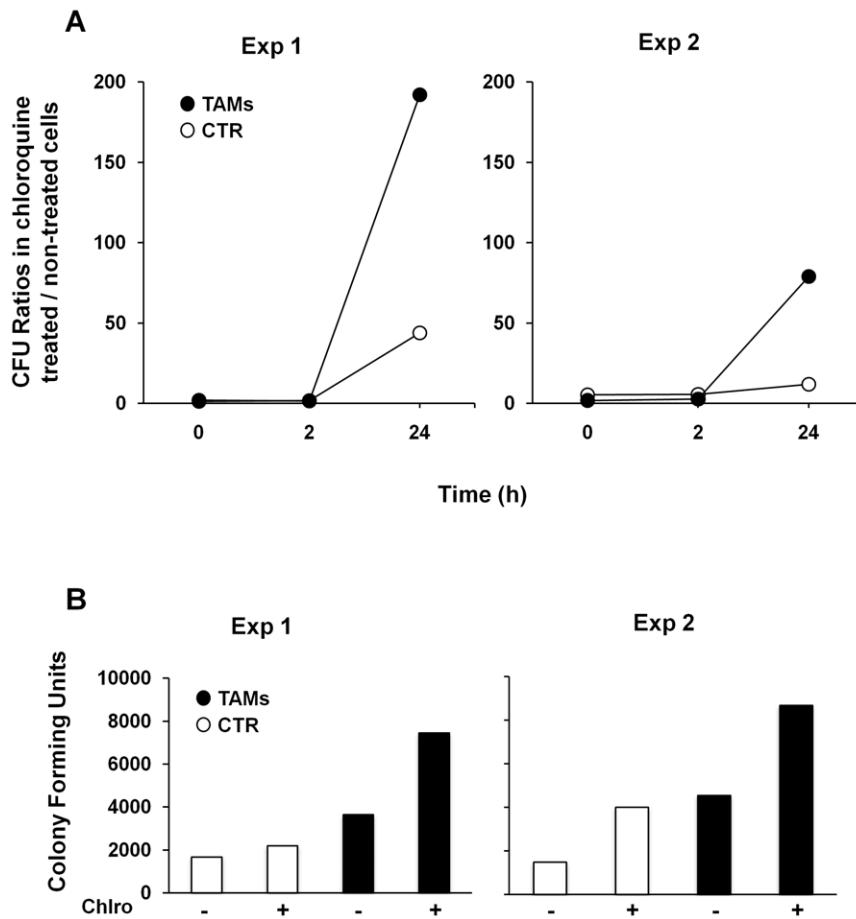 A
Exp 1
Exp 2
CFU Ratios in chloroquine
treated / non-treated cells
200
150
100
50
0
TAMs
CTR
0
2
24
200
150
100
50
0
0
2
24
Time (h)
B
Exp 1
Exp 2
Colony Forming Units
10000
8000
6000
4000
2000
0
TAMs
CTR
Chlro
- + - +
- + - +